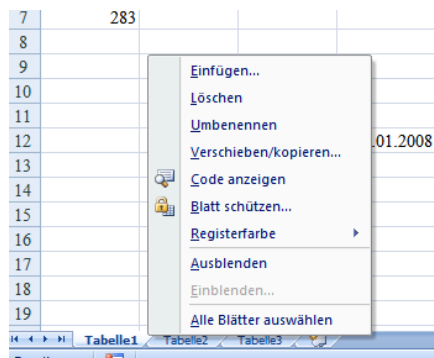 7 283
8
9
10
11
12 .01.2008
13
14
15
16
17
18
19
Einfügen...
Löschen
Umbenennen
Verschieben/kopieren...
Code anzeigen
Blatt schützen...
Registerfarbe
Ausblenden
Einblenden...
Alle Blätter auswählen
Tabelle1 Tabelle2 Tabelle3